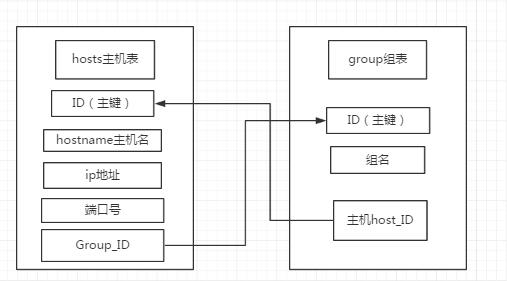 hosts主机表
ID（主键）
hostname主机名
ip地址
端口号
Group_ID
group组表
ID（主键）
组名
主机host_ID